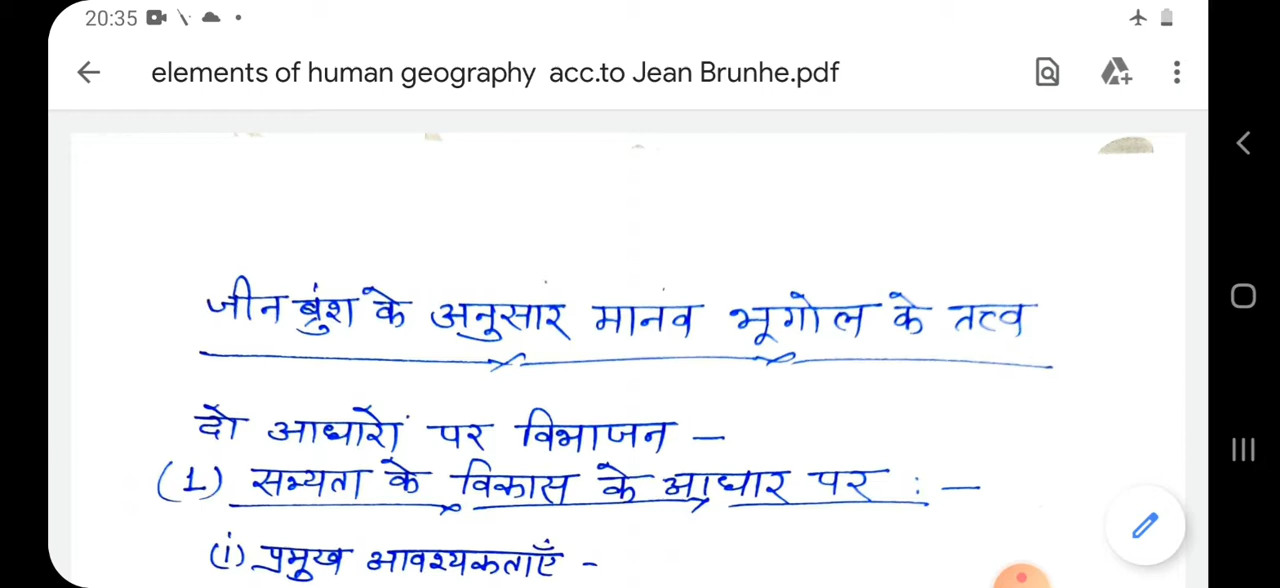 20:35
elements of human geography acc.to Jean Brunhe.pdf
जीन ब्रुंश के अनुसार मानव भूगोल के तत्त्व
दो आधारों पर विभाजन –
(1) सभ्यता के विकास के आधार पर : –
(i) प्रमुख आवश्यकताएँ -